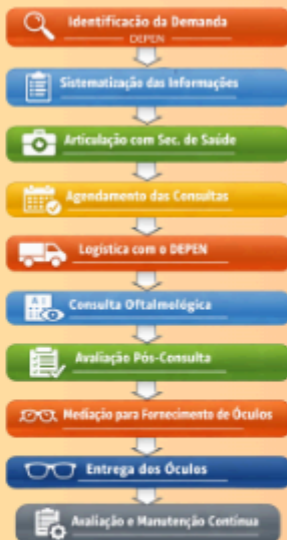 Identificação da Demanda
DEPEN
Sistematização das Informações
Articulação com Sec. de Saúde
Agendamento das Consultas
Logística com o DEPEN
Consulta Oftalmológica
Avaliação Pós-Consulta
Mediação para Fornecimento de Óculos
Entrega dos Óculos
Avaliação e Manutenção Contínua